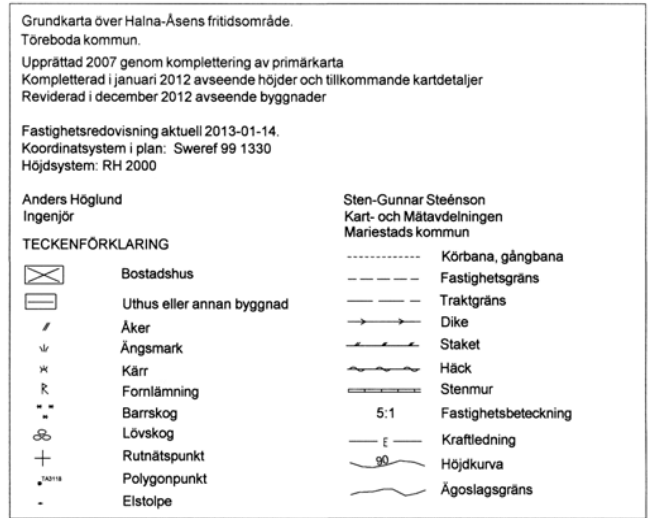 Grundkarta över Halna-Åsens fritidsområde.
Töreboda kommun.
Upprättad 2007 genom komplettering av primärkarta
Kompletterad i januari 2012 avseende höjder och tillkommande kartdetaljer
Reviderad i december 2012 avseende byggnader
Fastighetsredovisning aktuell 2013-01-14.
Koordinatsystem i plan: Sweref 99 1330
Höjdsystem: RH 2000
Anders Höglund
Ingenjör
Sten-Gunnar Steénson
Kart- och Mätavdelningen
Mariestads kommun
TECKENFÖRKLARING
Bostadshus
Uthus eller annan byggnad
Åker
Ängsmark
Kärr
R Fornlämning
Barrskog
Lövskog
Rutnätspunkt
TA3118 Polygonpunkt
Elstolpe
Körbana, gångbana
Fastighetsgräns
Traktgräns
Dike
Staket
Häck
Stenmur
5:1 Fastighetsbeteckning
E Kraftledning
90 Höjdkurva
Ägoslagsgräns